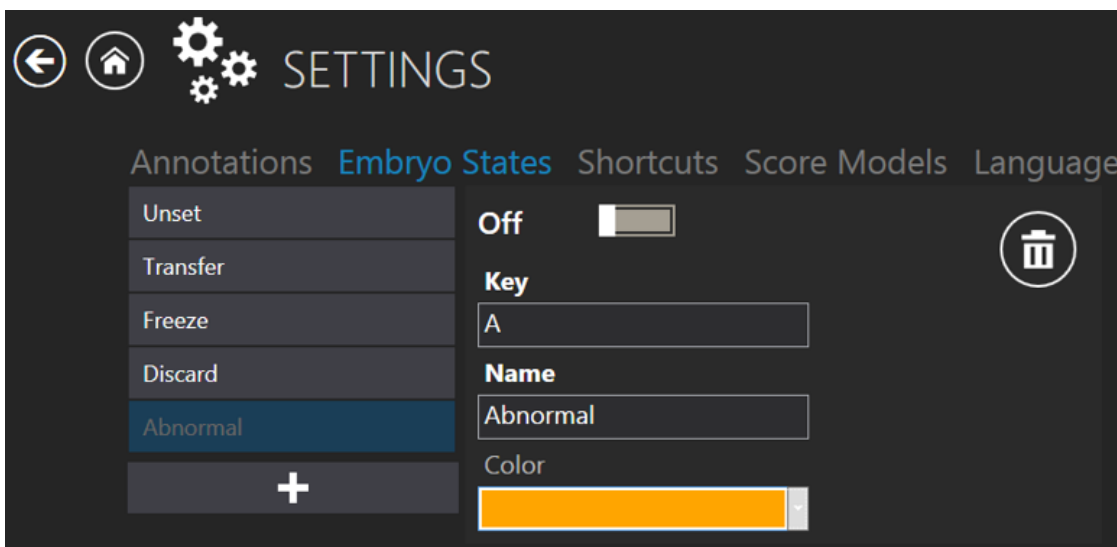 SETTINGS
Annotations Embryo States Shortcuts Score Models Language
Unset
Transfer
Freeze
Discard
Abnormal
Off
Key
A
Name
Abnormal
Color